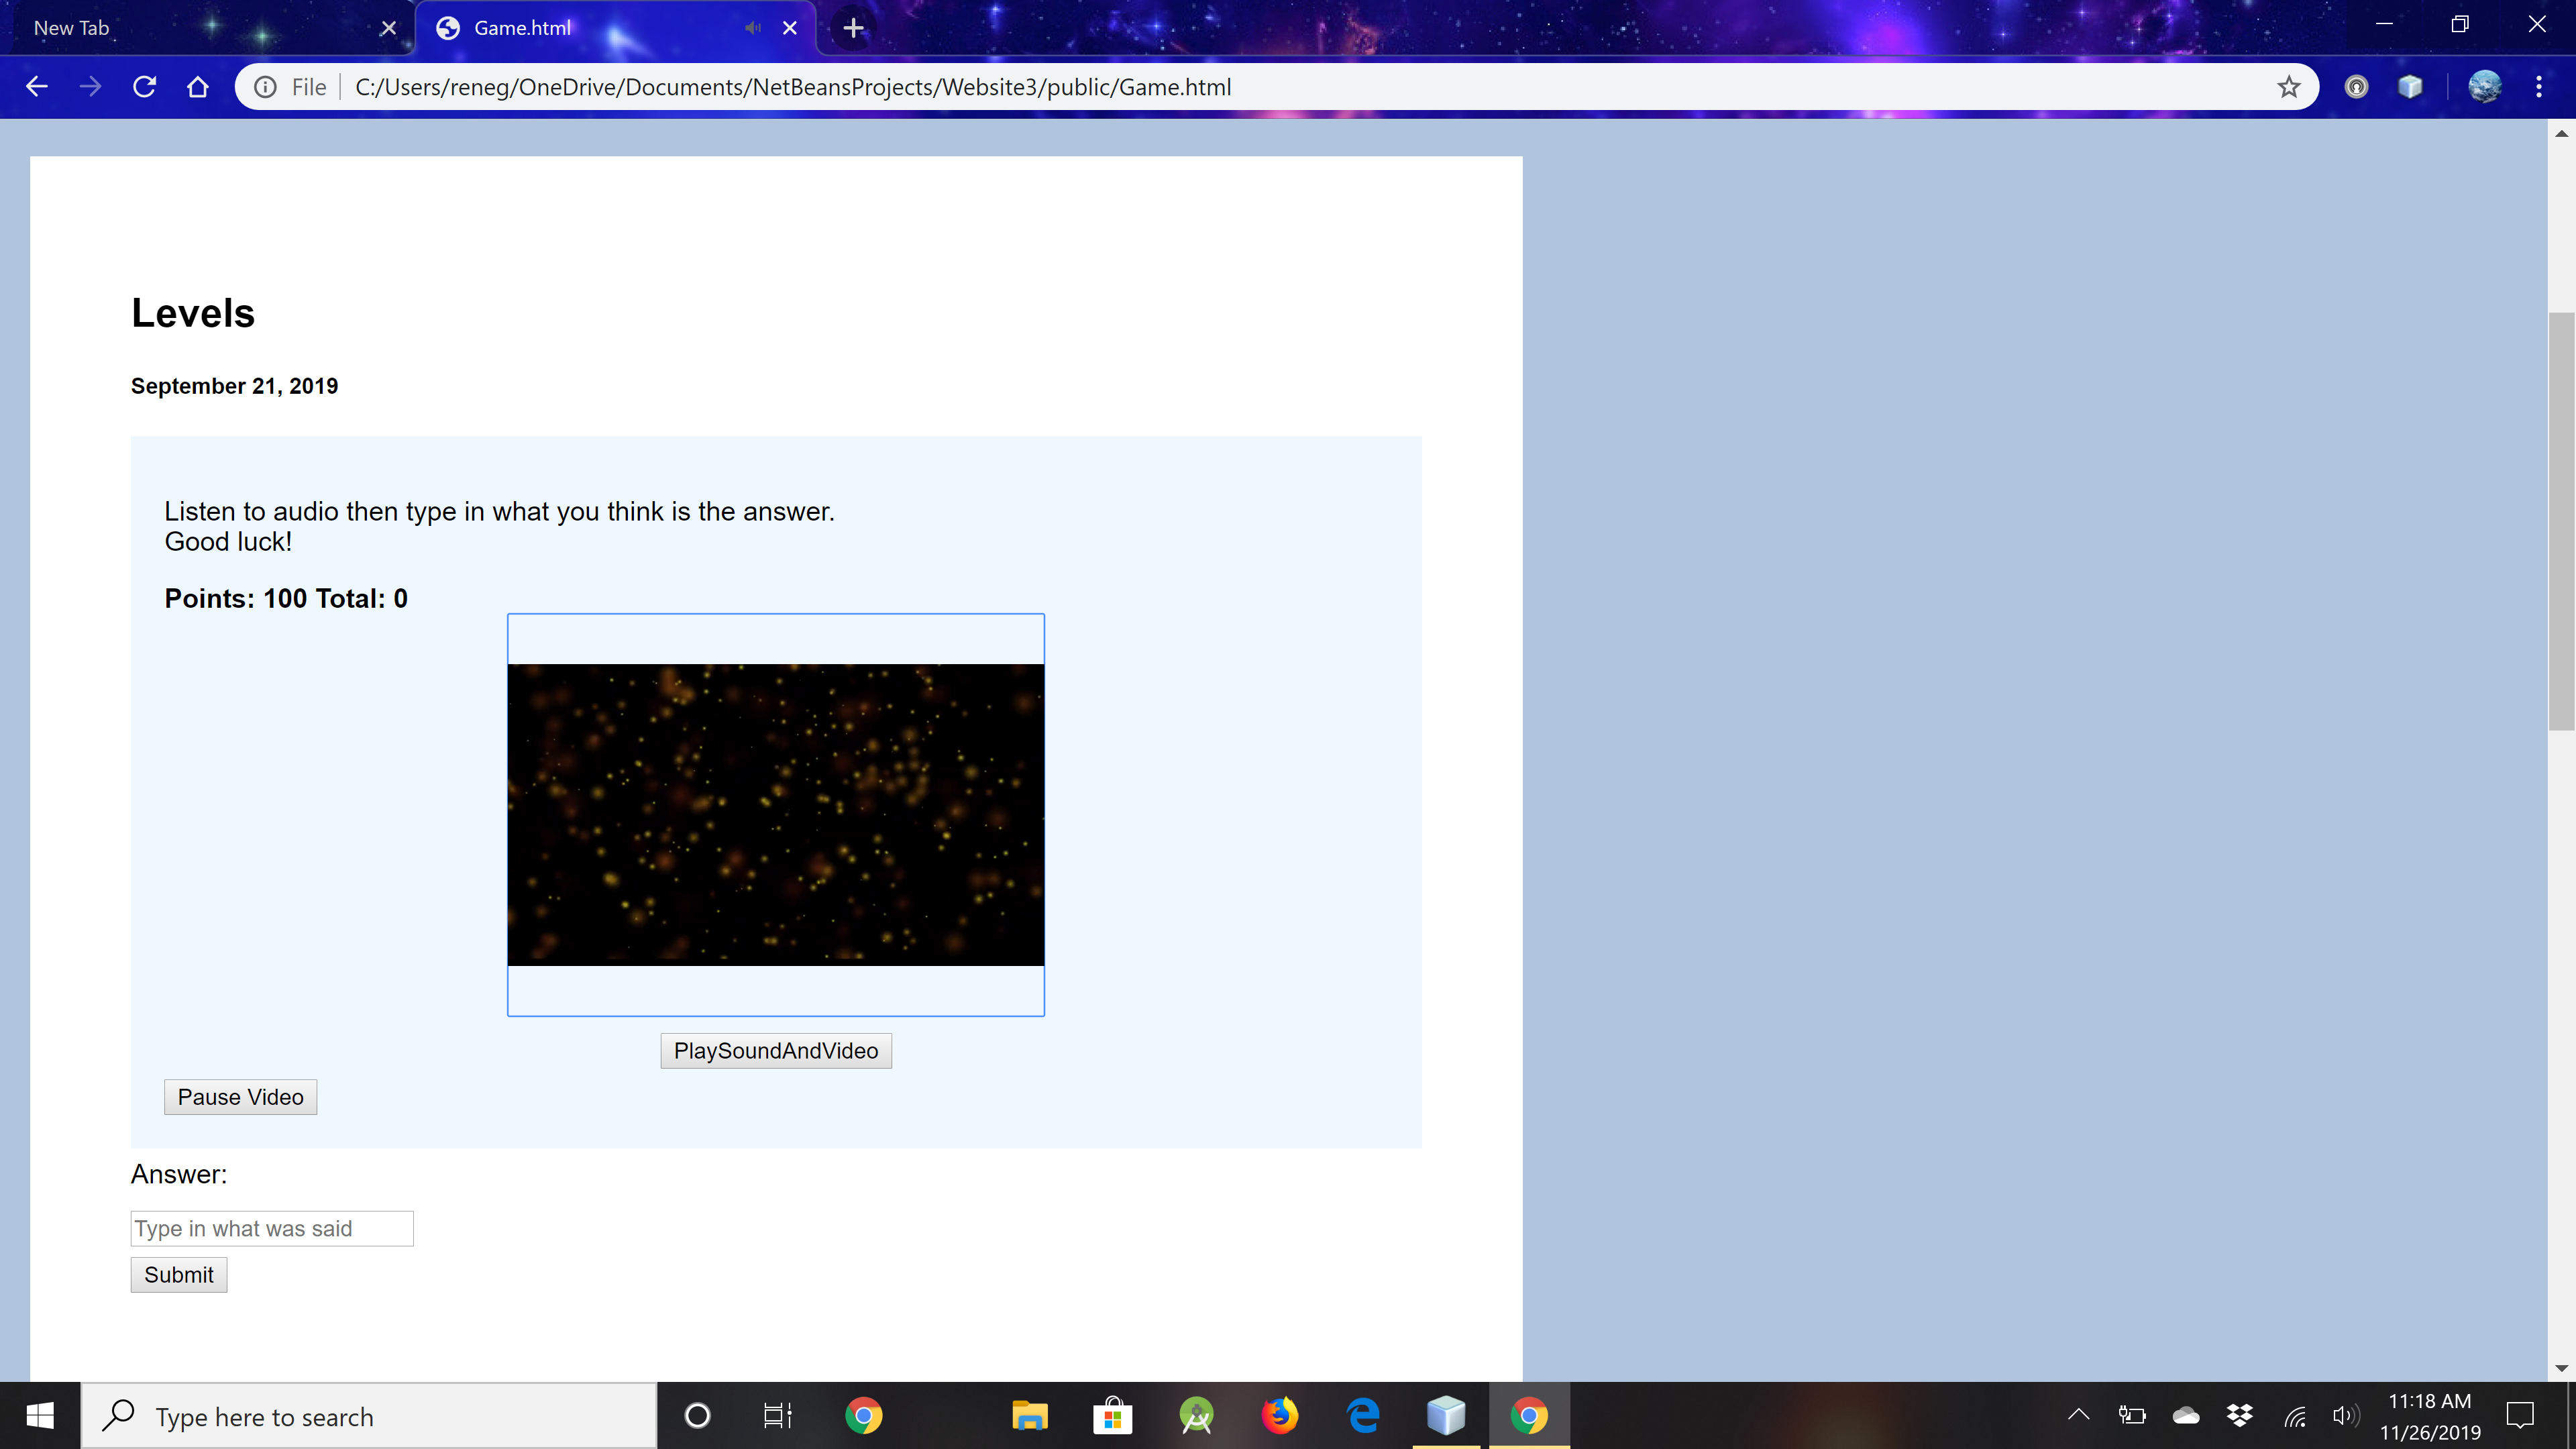 New Tab
Game.html
File
C:/Users/reneg/OneDrive/Documents/NetBeansProjects/Website3/public/Game.html
Levels
September 21, 2019
Listen to audio then type in what you think is the answer.
Good luck!
Points: 100 Total: 0
PlaySoundAndVideo
Pause Video
Answer:
Type in what was said
Submit
Type here to search
11:18 AM
11/26/2019